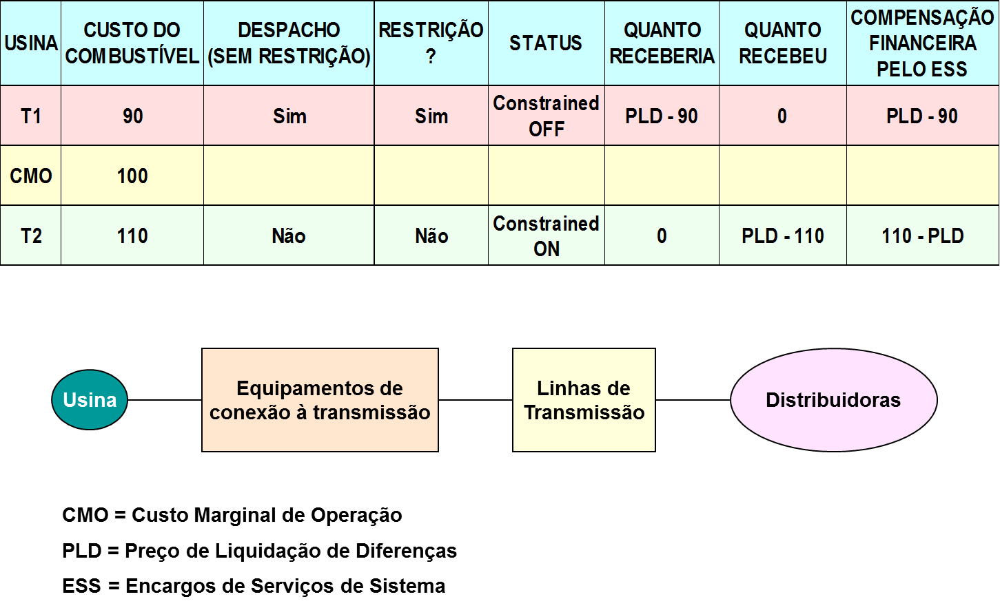 USINA
CUSTO DO
COMBUSTÍVEL
DESPACHO
(SEM RESTRIÇÃO)
RESTRIÇÃO
?
STATUS
QUANTO
RECEBERIA
QUANTO
RECEBEU
COMPENSAÇÃO
FINANCEIRA
PELO ESS
T1
90
Sim
Sim
Constrained
OFF
PLD - 90
0
PLD - 90
CMO
100
T2
110
Não
Não
Constrained
ON
0
PLD - 110
110 - PLD
Usina
Equipamentos de
conexão à transmissão
Linhas de
Transmissão
Distribuidoras
CMO = Custo Marginal de Operação
PLD = Preço de Liquidação de Diferenças
ESS = Encargos de Serviços de Sistema